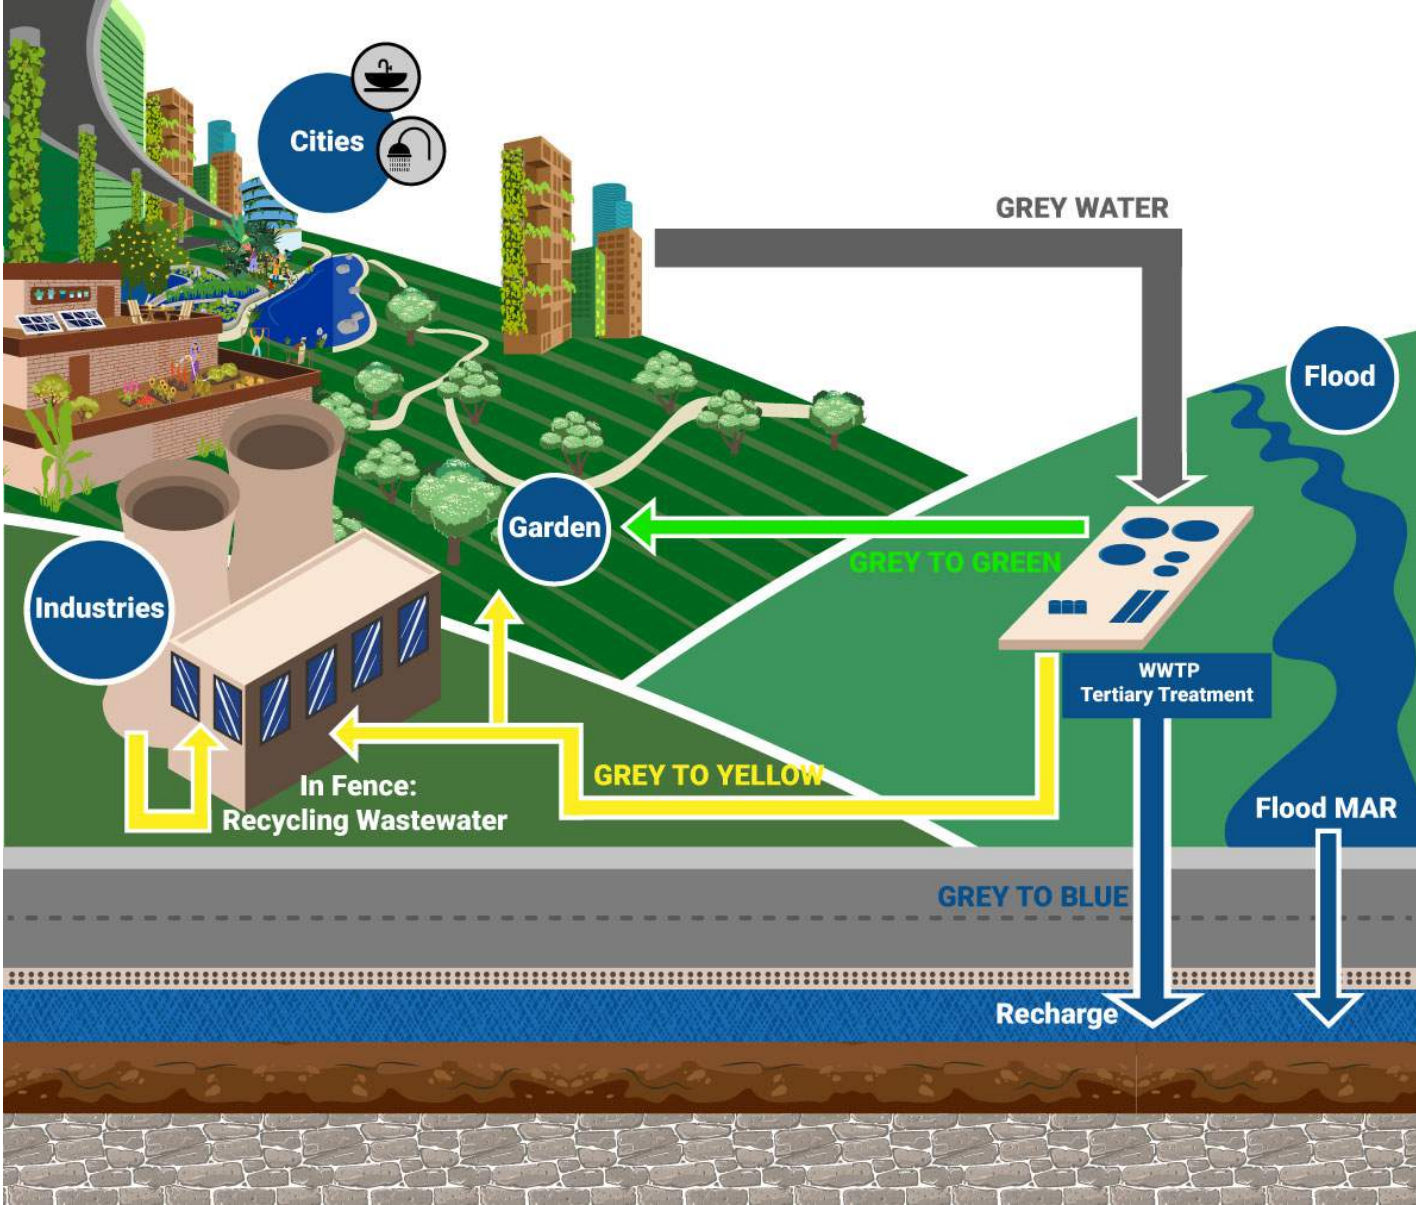 Cities
GREY WATER
Flood
Garden
GREY TO GREEN
Industries
WWTP
Tertiary Treatment
GREY TO YELLOW
In Fence:
Recycling Wastewater
Flood MAR
GREY TO BLUE
Recharge